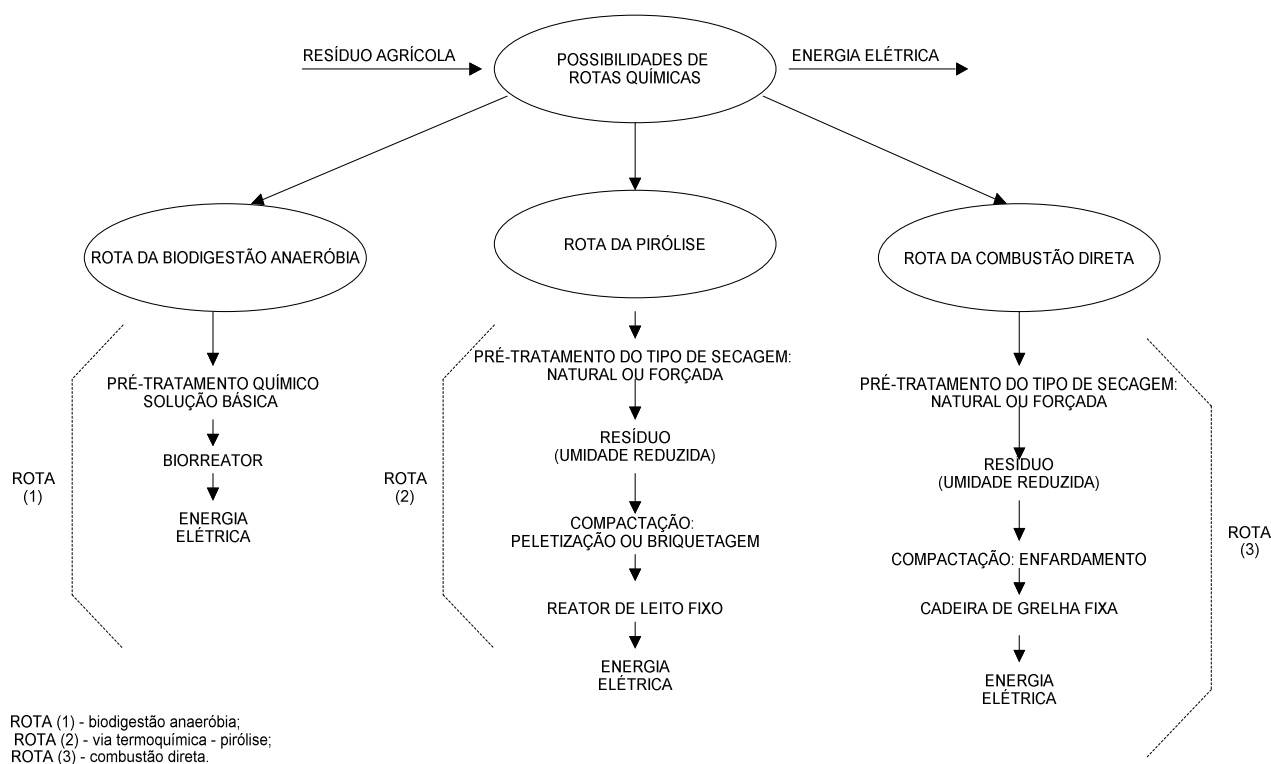 RESÍDUO AGRÍCOLA
POSSIBILIDADES DE
ROTAS QUÍMICAS
ENERGIA ELÉTRICA
ROTA DA BIODIGESTÃO ANAERÓBIA
ROTA DA PIRÓLISE
ROTA DA COMBUSTÃO DIRETA
ROTA
(1)
PRÉ-TRATAMENTO QUÍMICO
SOLUÇÃO BÁSICA
BIORREATOR
ENERGIA
ELÉTRICA
ROTA
(2)
PRÉ-TRATAMENTO DO TIPO DE SECAGEM:
NATURAL OU FORÇADA
RESÍDUO
(UMIDADE REDUZIDA)
COMPACTAÇÃO:
PELETIZAÇÃO OU BRIQUETAGEM
REATOR DE LEITO FIXO
ENERGIA
ELÉTRICA
PRÉ-TRATAMENTO DO TIPO DE SECAGEM:
NATURAL OU FORÇADA
RESÍDUO
(UMIDADE REDUZIDA)
COMPACTAÇÃO: ENFARDAMENTO
CADEIRA DE GRELHA FIXA
ENERGIA
ELÉTRICA
ROTA
(3)
ROTA (1) - biodigestão anaeróbia;
ROTA (2) - via termoquímica - pirólise;
ROTA (3) - combustão direta.